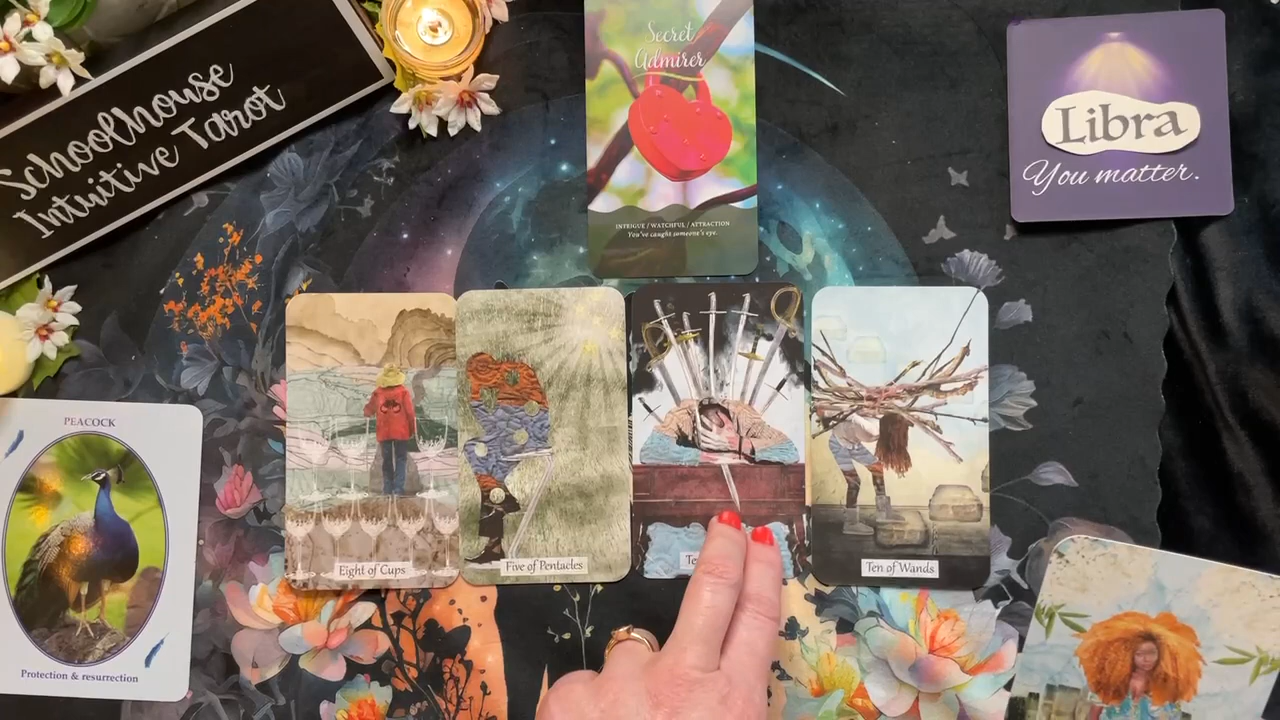 Schoolhouse
Intuitive Tarot
Secret
Admirer
INTRIGUE / WATCHFUL / ATTRACTION
You've caught someone's eye.
Libra
You matter.
PEACOCK
Protection & resurrection
Eight of Cups
Five of Pentacles
Ten of Wands